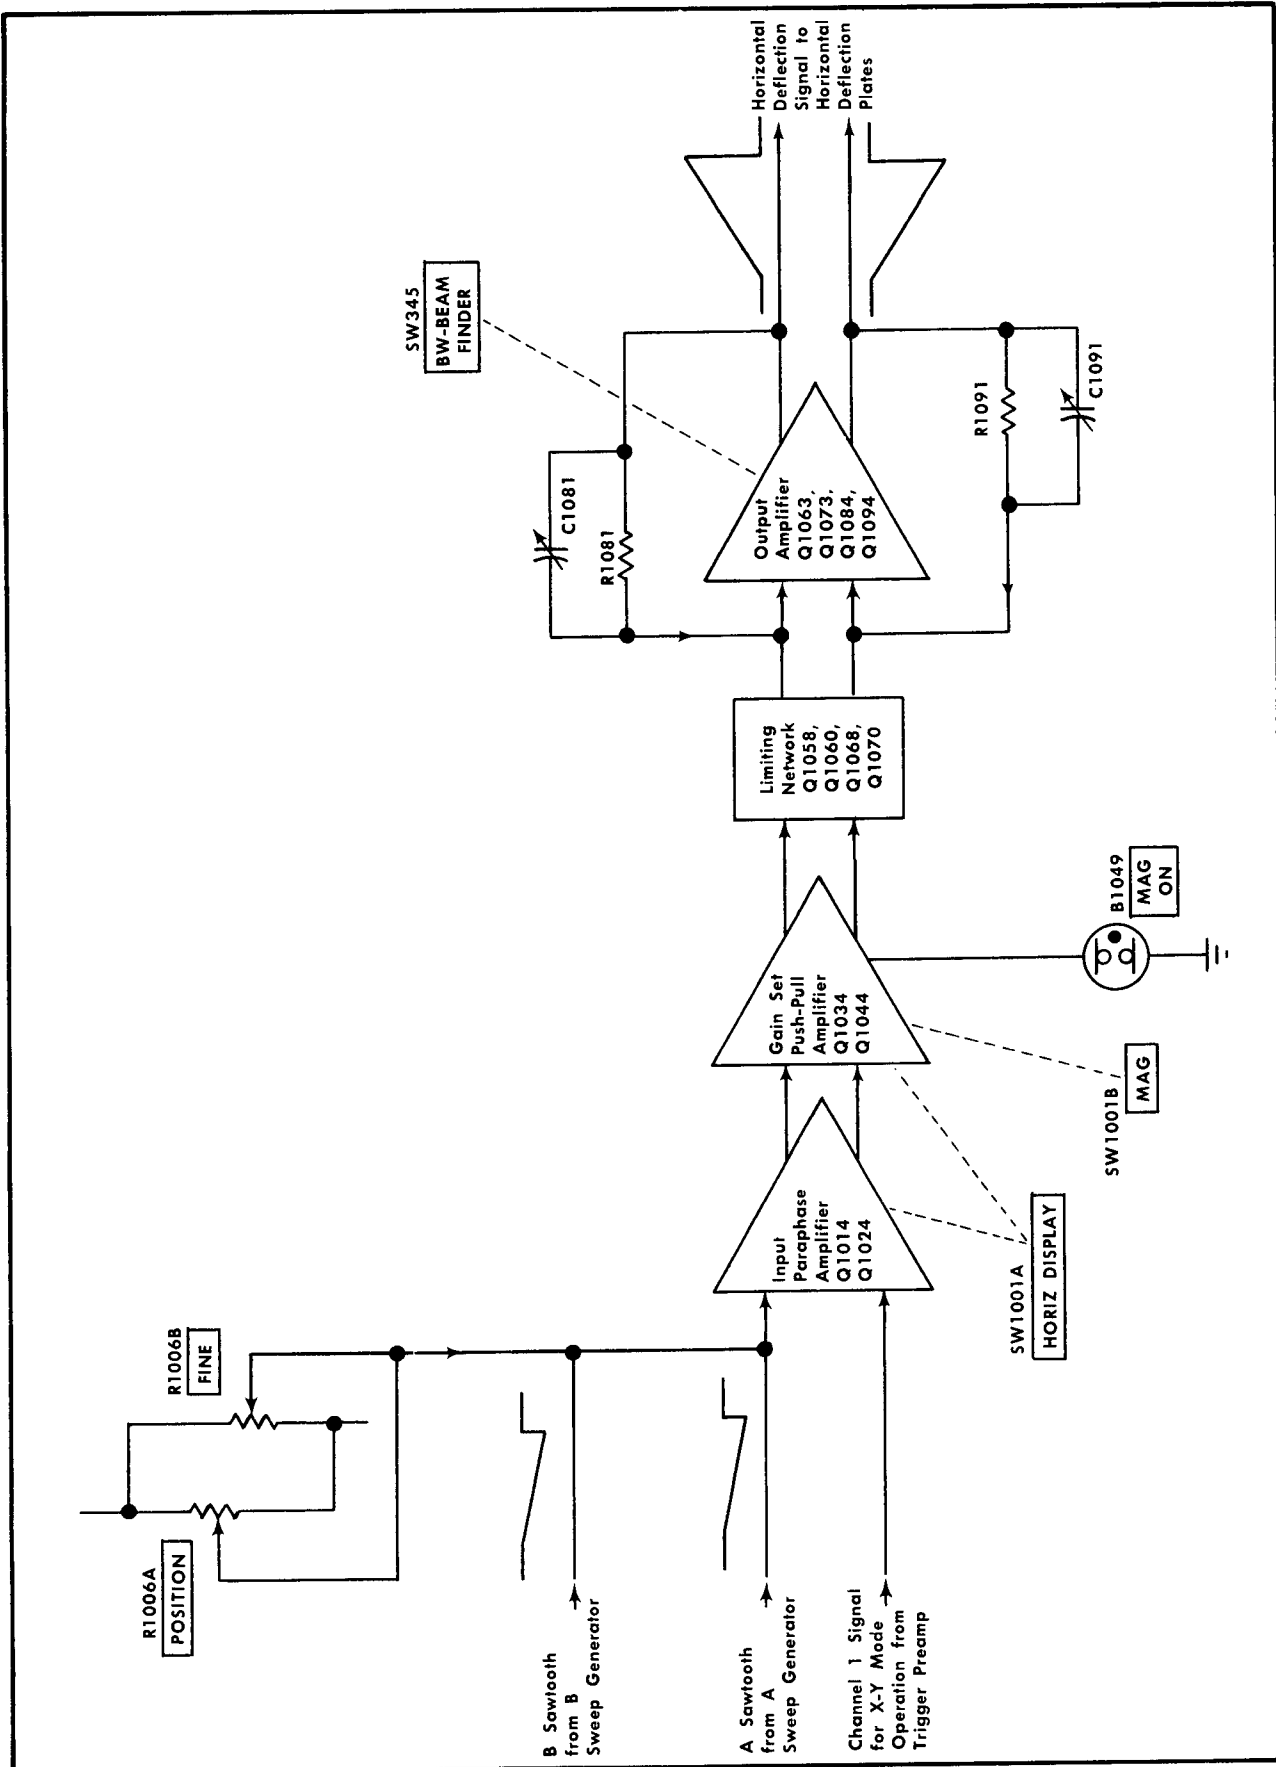 R1006A
POSITION
R1006B
FINE
B Sawtooth
from B
Sweep Generator
A Sawtooth
from A
Sweep Generator
Channel 1 Signal
for X-Y Mode
Operation from
Trigger Preamp
Input
Paraphase
Amplifier
Q1014
Q1024
SW1001A
HORIZ DISPLAY
Gain Set
Push-Pull
Amplifier
Q1034
Q1044
SW1001B
MAG
B1049
MAG
ON
Limiting
Network
Q1058,
Q1060,
Q1068,
Q1070
C1081
R1081
Output
Amplifier
Q1063,
Q1073,
Q1084,
Q1094
SW345
BW-BEAM
FINDER
R1091
C1091
Horizontal
Deflection
Signal to
Horizontal
Deflection
Plates